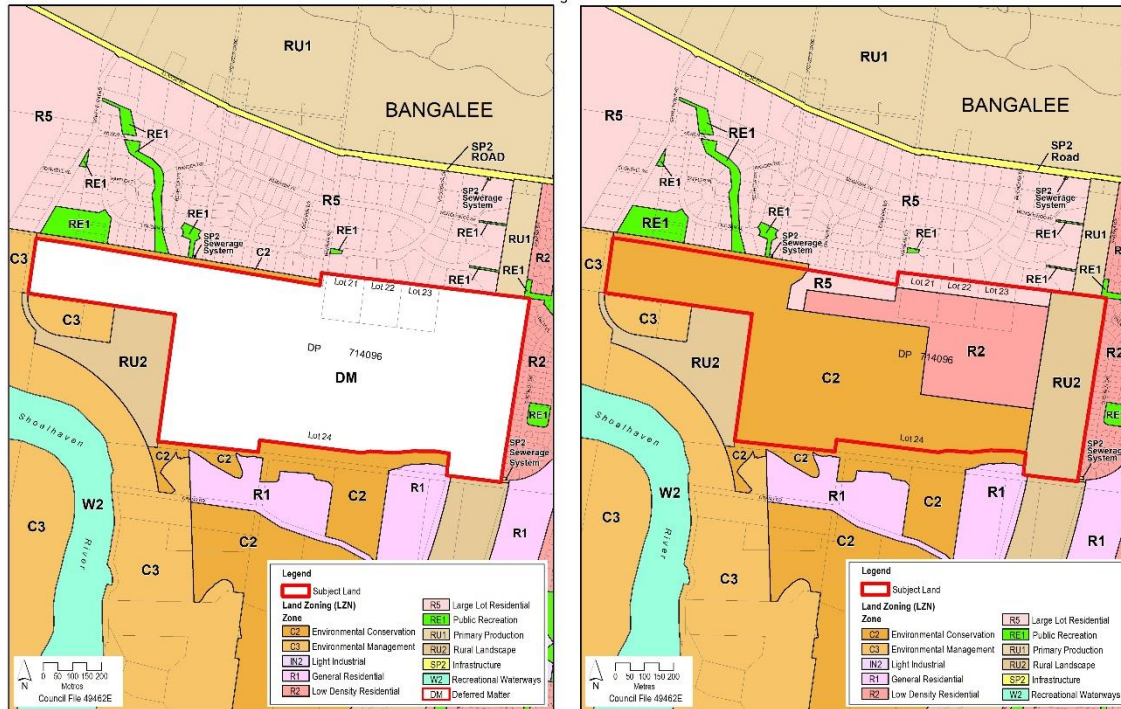 RU1
BANGALEE
R5
RE1
SP2
ROAD
RE1
R5
SP2
Sewerage
System
RE1
RE1
SP2
Sewerage
System
RE1
RE1
RU1
R2
C3
C2
RE1
Lot 21
Lot 22
Lot 23
C3
RU2
DP 714096
DM
R2
RE1
Lot 24
SP2
Sewerage
System
Shoalhaven
River
C2
C2
R1
C2
R1
W2
C3
C2
R1
C3
Legend
Subject Land
Land Zoning (LZN)
Zone
C2 Environmental Conservation
C3 Environmental Management
IN2 Light Industrial
R1 General Residential
R2 Low Density Residential
R5 Large Lot Residential
RE1 Public Recreation
RU1 Primary Production
RU2 Rural Landscape
SP2 Infrastructure
W2 Recreational Waterways
DM Deferred Matter
N
0 50 100 150 200
Metres
Council File 49462E
RU1
BANGALEE
R5
RE1
SP2
Road
RE1
R5
SP2
Sewerage
System
RE1
RE1
SP2
Sewerage
System
RE1
RE1
RU1
R2
C3
RE1
R5
Lot 21
Lot 22
Lot 23
C3
RU2
DP 714096
R2
RU2
R2
C2
RE1
Lot 24
SP2
Sewerage
System
Shoalhaven
River
C2
C2
R1
C2
R1
W2
C3
C2
R1
C3
Legend
Subject Land
Land Zoning (LZN)
Zone
C2 Environmental Conservation
C3 Environmental Management
IN2 Light Industrial
R1 General Residential
R2 Low Density Residential
R5 Large Lot Residential
RE1 Public Recreation
RU1 Primary Production
RU2 Rural Landscape
SP2 Infrastructure
W2 Recreational Waterways
N
0 50 100 150 200
Metres
Council File 49462E